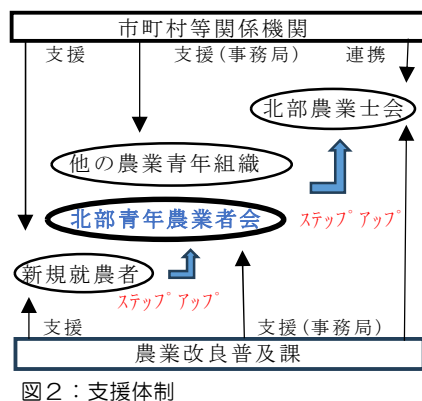 市町村等関係機関
支援 支援(事務局) 連携
北部農業士会
他の農業青年組織
北部青年農業者会 ステップアップ
新規就農者
ステップアップ
支援 支援(事務局)
農業改良普及課
図2:支援体制